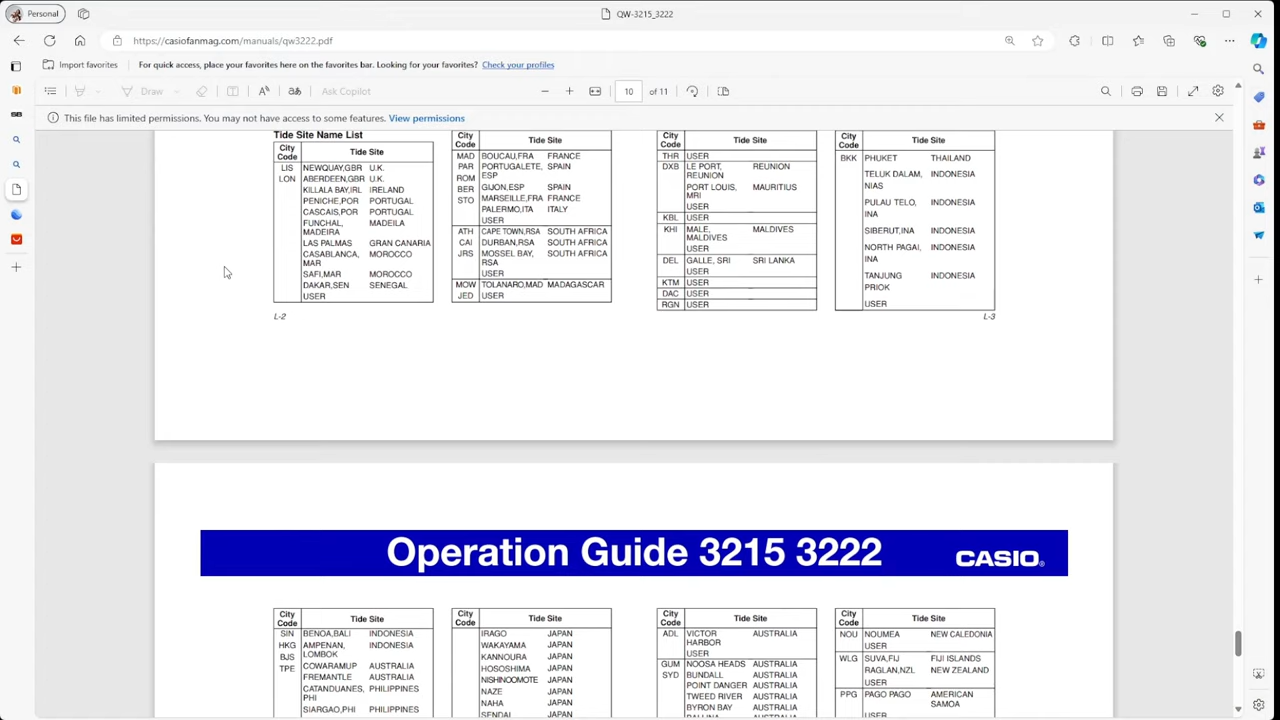 Personal
QW-3215_3222
https://casiofanmag.com/manuals/qw3222.pdf
Import favorites
For quick access, place your favorites here on the favorites bar. Looking for your favorites? Check your profiles
Draw
Ask Copilot
10 of 11
This file has limited permissions. You may not have access to some features. View permissions
Tide Site Name List
City Code Tide Site
LIS NEWQUAY,GBR U.K.
LON ABERDEEN,GBR U.K.
KILLALA BAY,IRL IRELAND
PENICHE,POR PORTUGAL
CASCAIS,POR PORTUGAL
FUNCHAL, MADEILA
MADEIRA
LAS PALMAS GRAN CANARIA
CASABLANCA, MOROCCO
MAR
SAFI,MAR MOROCCO
DAKAR,SEN SENEGAL
USER
L-2
City Code Tide Site
MAD BOUCAU,FRA FRANCE
PAR PORTUGALETE, SPAIN
ROM ESP
BER GIJON,ESP SPAIN
STO MARSEILLE,FRA FRANCE
PALERMO,ITA ITALY
USER
ATH CAPE TOWN,RSA SOUTH AFRICA
CAI DURBAN,RSA SOUTH AFRICA
JRS MOSSEL BAY, SOUTH AFRICA
RSA
USER
MOW TOLANARO,MAD MADAGASCAR
JED USER
City Code Tide Site
THR USER
DXB LE PORT, REUNION
REUNION
PORT LOUIS, MAURITIUS
MRI
USER
KBL USER
KHI MALE, MALDIVES
MALDIVES
USER
DEL GALLE, SRI SRI LANKA
USER
KTM USER
DAC USER
RGN USER
City Code Tide Site
BKK PHUKET THAILAND
TELUK DALAM, INDONESIA
NIAS
PULAU TELO, INDONESIA
INA
SIBERUT,INA INDONESIA
NORTH PAGAI, INDONESIA
INA
TANJUNG INDONESIA
PRIOK
USER
L-3
Operation Guide 3215 3222 CASIO
City Code Tide Site
SIN BENOA,BALI INDONESIA
HKG AMPENAN, INDONESIA
BJS LOMBOK
TPE COWARAMUP AUSTRALIA
FREMANTLE AUSTRALIA
CATANDUANES, PHILIPPINES
PHI
SIARGAO,PHI PHILIPPINES
City Code Tide Site
IRAGO JAPAN
WAKAYAMA JAPAN
KANNOURA JAPAN
HOSOSHIMA JAPAN
NISHINOOMOTE JAPAN
NAZE JAPAN
NAHA JAPAN
SENDAI JAPAN
City Code Tide Site
ADL VICTOR AUSTRALIA
HARBOR
USER
GUM NOOSA HEADS AUSTRALIA
SYD BUNDALL AUSTRALIA
POINT DANGER AUSTRALIA
TWEED RIVER AUSTRALIA
BYRON BAY AUSTRALIA
BALLINA AUSTRALIA
City Code Tide Site
NOU NOUMEA NEW CALEDONIA
USER
WLG SUVA,FIJ FIJI ISLANDS
RAGLAN,NZL NEW ZEALAND
USER
PPG PAGO PAGO AMERICAN
SAMOA
USER